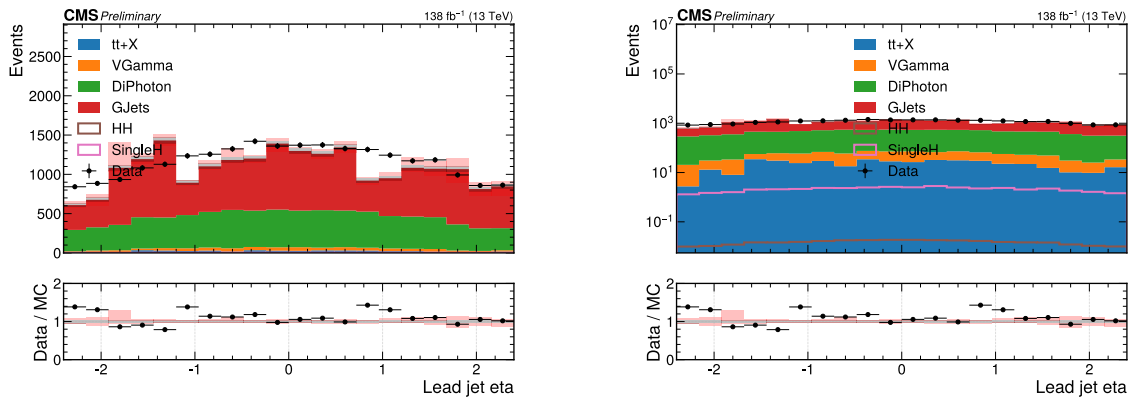 CMS Preliminary
138 fb⁻¹ (13 TeV)
Events
2500
2000
1500
1000
500
0
tt+X
VGamma
DiPhoton
GJets
HH
SingleH
Data
Data / MC
2
1
0
-2
-1
0
1
2
Lead jet eta
CMS Preliminary
138 fb⁻¹ (13 TeV)
Events
10⁷
10⁵
10³
10¹
10⁻¹
tt+X
VGamma
DiPhoton
GJets
HH
SingleH
Data
Data / MC
2
1
0
-2
-1
0
1
2
Lead jet eta